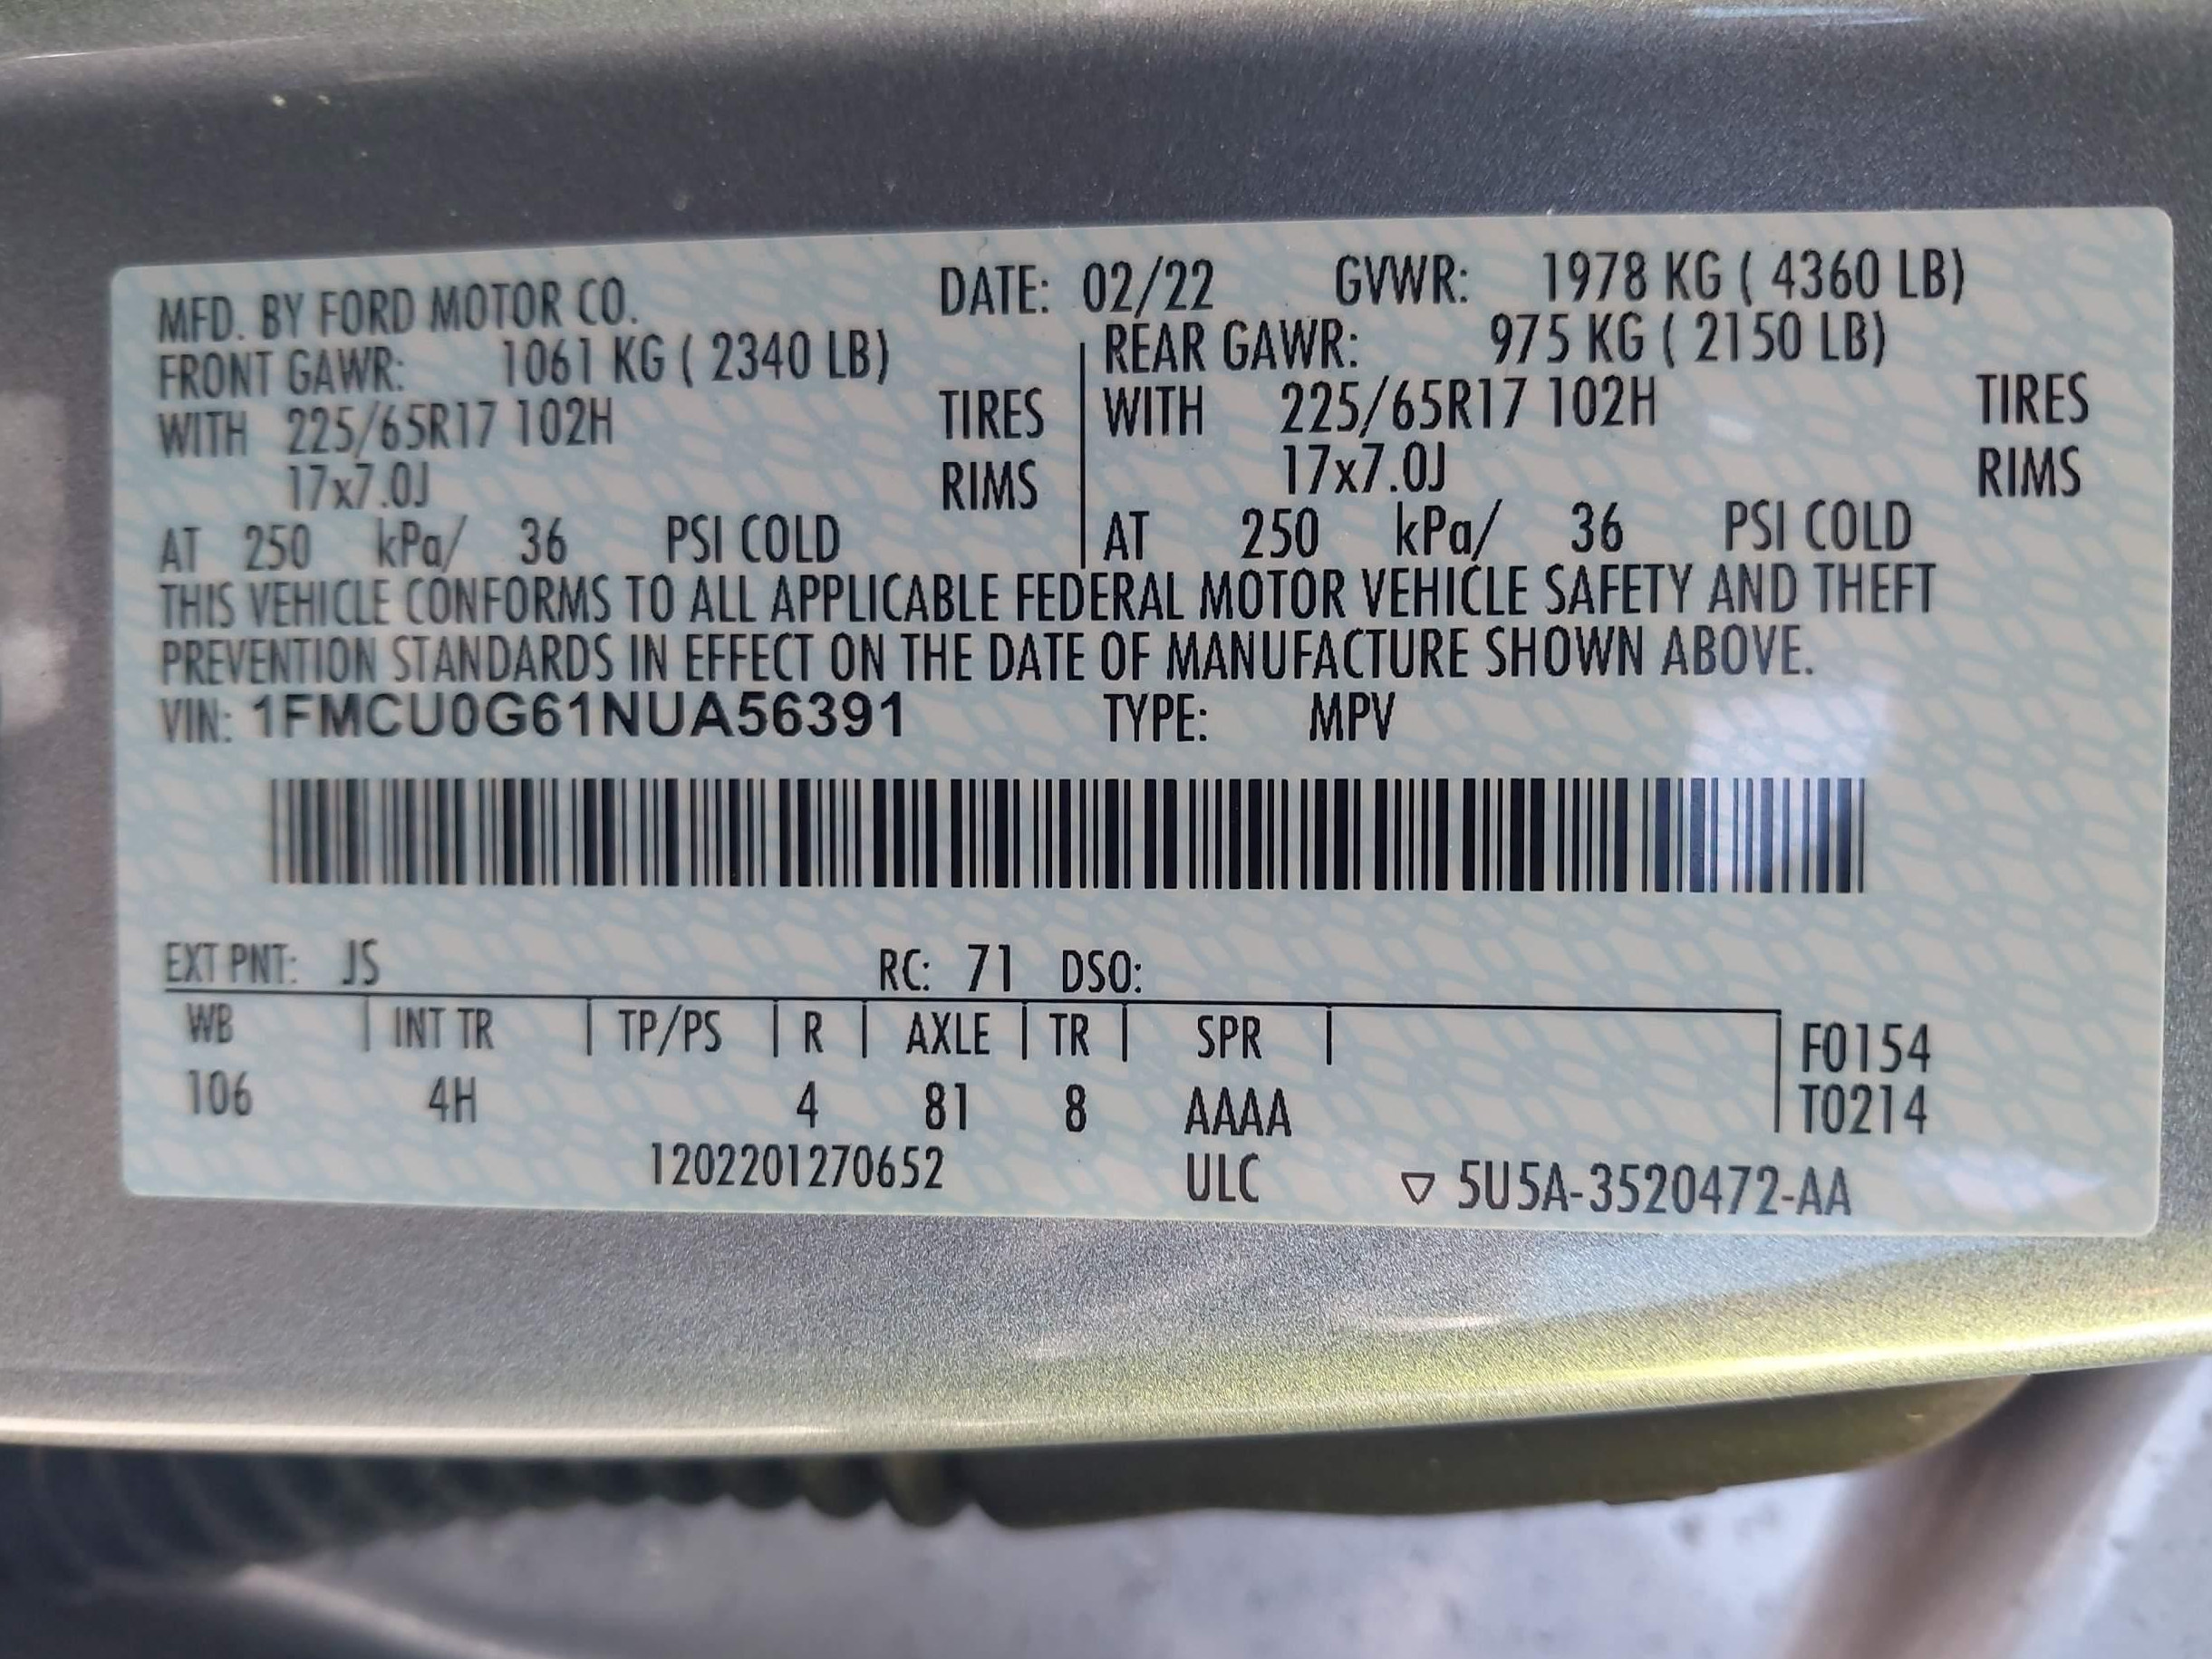 MFD. BY FORD MOTOR CO. DATE: 02/22 GVWR: 1978 KG ( 4360 LB)
FRONT GAWR: 1061 KG ( 2340 LB) REAR GAWR: 975 KG ( 2150 LB)
WITH 225/65R17 102H TIRES WITH 225/65R17 102H TIRES
17x7.0J RIMS 17x7.0J RIMS
AT 250 kPa/ 36 PSI COLD AT 250 kPa/ 36 PSI COLD
THIS VEHICLE CONFORMS TO ALL APPLICABLE FEDERAL MOTOR VEHICLE SAFETY AND THEFT
PREVENTION STANDARDS IN EFFECT ON THE DATE OF MANUFACTURE SHOWN ABOVE.
VIN: 1FMCU0G61NUA56391 TYPE: MPV
EXT PNT: JS RC: 71 DSO:
WB INT TR TP/PS R AXLE TR SPR F0154
106 4H 4 81 8 AAAA T0214
1202201270652 ULC ▽ 5U5A-3520472-AA